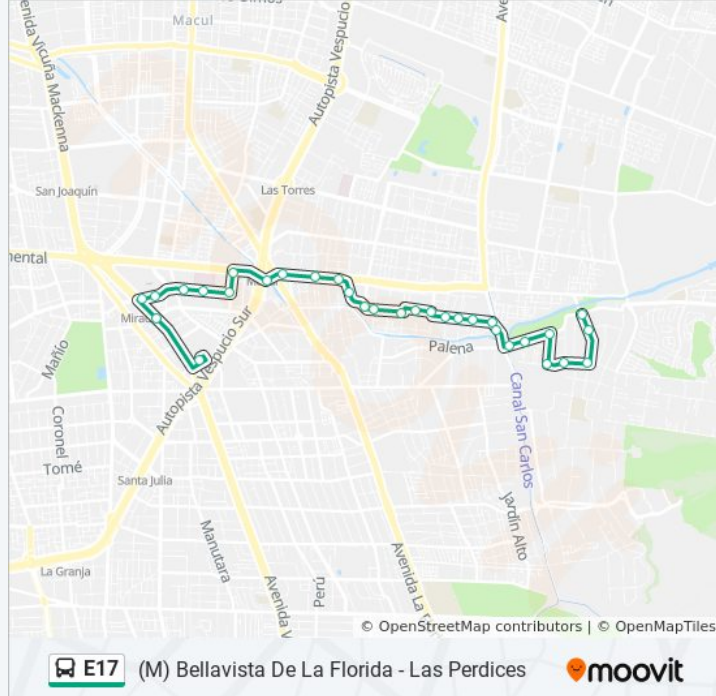 Macul
Avenida Vicuña Mackenna
Autopista Vespucio
San Joaquín
Las Torres
Autopista Vespucio Sur
Palena
Mañío
Canal San Carlos
Coronel
Tomé
Santa Julia
Jardín Alto
Manutara
La Granja
Perú
Avenida V
Avenida La
© OpenStreetMap contributors | © OpenMapTiles
E17
(M) Bellavista De La Florida - Las Perdices
moovit